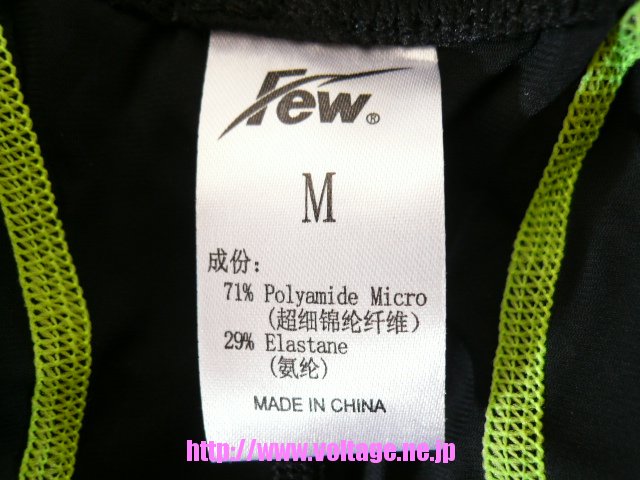 Few®
M
成份：
71% Polyamide Micro
(超细锦纶纤维)
29% Elastane
(氨纶)
MADE IN CHINA
http://www.voltage.ne.jp